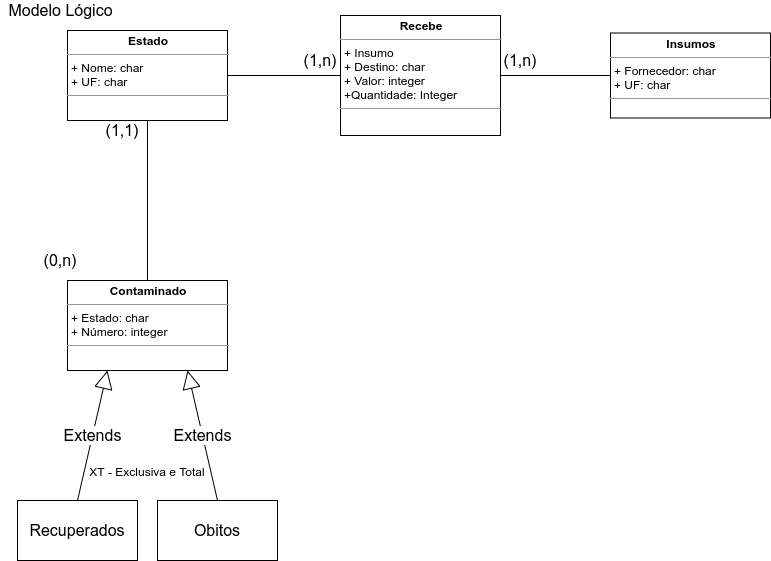 Modelo Lógico
Estado
+ Nome: char
+ UF: char
(1,n)
Recebe
+ Insumo
+ Destino: char
+ Valor: integer
+Quantidade: Integer
(1,n)
Insumos
+ Fornecedor: char
+ UF: char
(1,1)
(0,n)
Contaminado
+ Estado: char
+ Número: integer
Extends
Extends
XT - Exclusiva e Total
Recuperados
Obitos